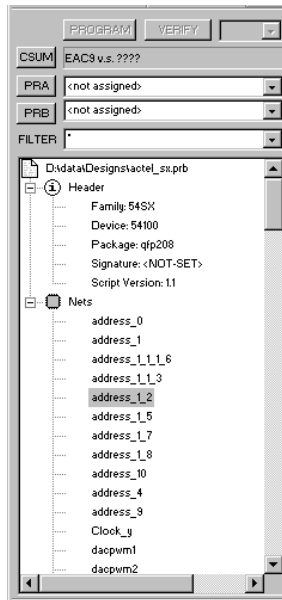 PROGRAM VERIFY
CSUM EAC9 v.s. ????
PRA <not assigned>
PRB <not assigned>
FILTER *
D:\data\Designs\actel_sx.prb
Header
Family: 54SX
Device: 54100
Package: qfp208
Signature: <NOT-SET>
Script Version: 1.1
Nets
address_0
address_1
address_1_1_1_6
address_1_1_3
address_1_2
address_1_5
address_1_7
address_1_8
address_10
address_4
address_9
Clock_y
dacpwm1
dacpwm2